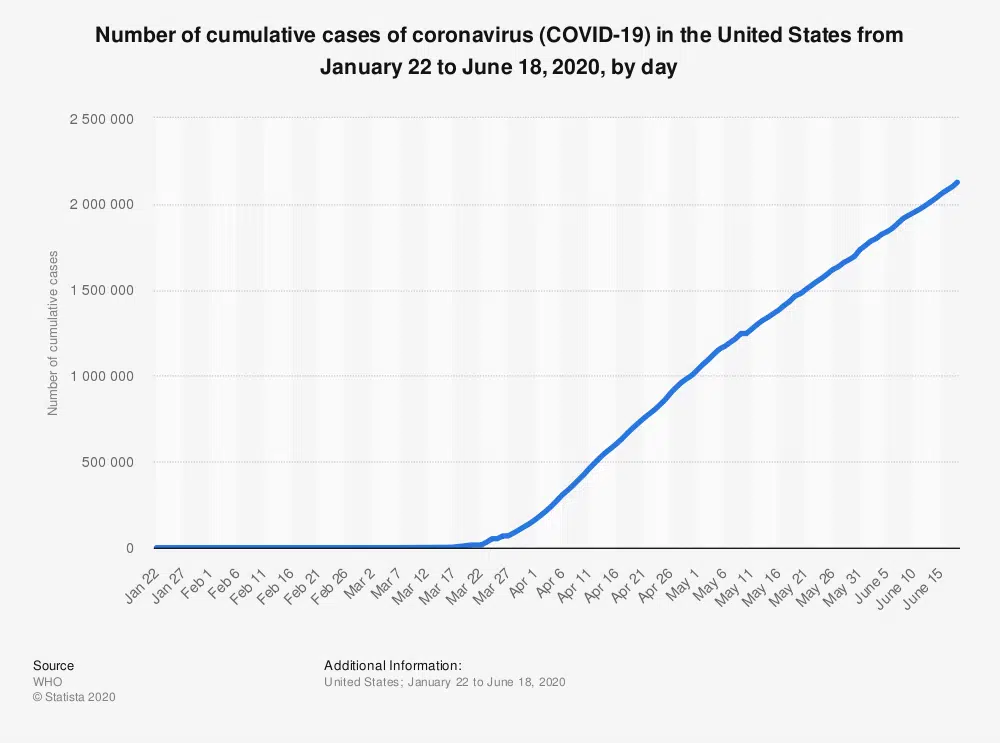 Number of cumulative cases of coronavirus (COVID-19) in the United States from
January 22 to June 18, 2020, by day
Number of cumulative cases
2 500 000
2 000 000
1 500 000
1 000 000
500 000
0
Jan 22
Jan 27
Feb 1
Feb 6
Feb 11
Feb 16
Feb 21
Feb 26
Mar 2
Mar 7
Mar 12
Mar 17
Mar 22
Mar 27
Apr 1
Apr 6
Apr 11
Apr 16
Apr 21
Apr 26
May 1
May 6
May 11
May 16
May 21
May 26
May 31
June 5
June 10
June 15
Source
WHO
© Statista 2020
Additional Information:
United States; January 22 to June 18, 2020